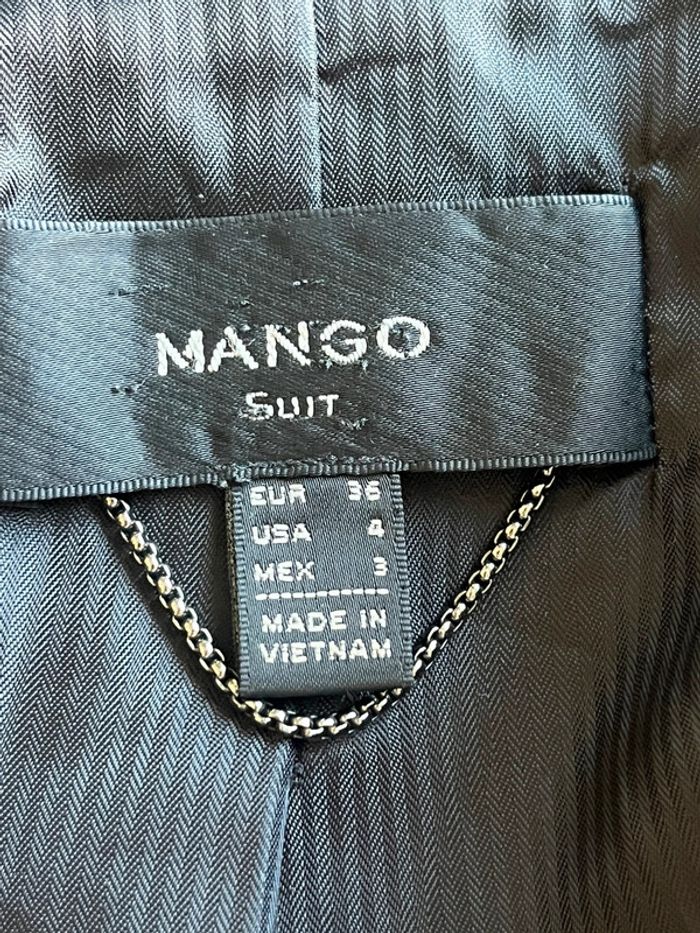 MANGO
SUIT
EUR 36
USA 4
MEX 3
MADE IN
VIETNAM